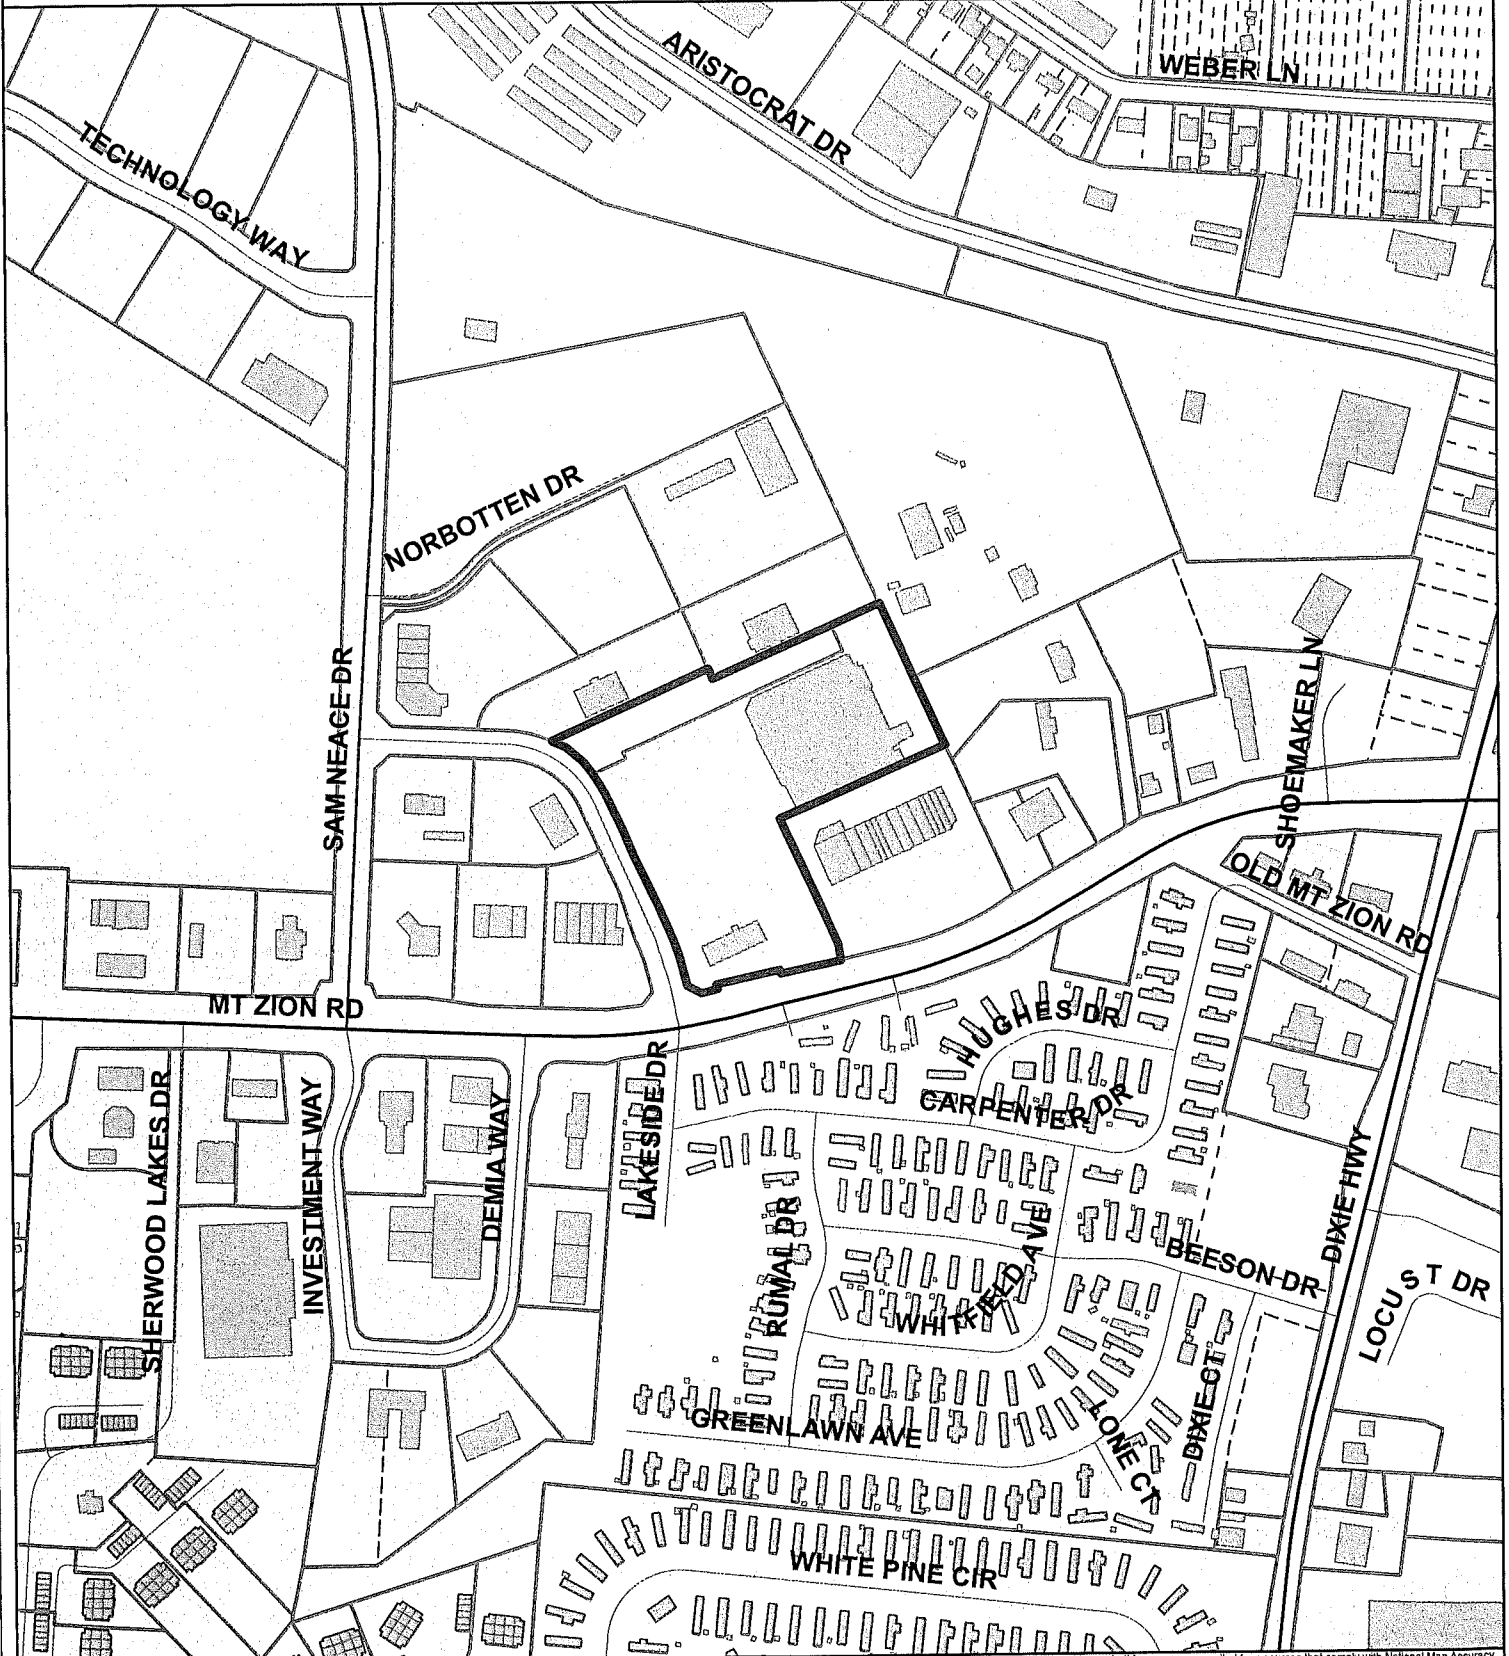 ARISTOCRAT DR
WEBER LN
TECHNOLOGY WAY
NORBOTTEN DR
SAM NEACE DR
SHOEMAKER LN
OLD MT ZION RD
MT ZION RD
HUGHES DR
CARPENTER DR
SHERWOOD LAKES DR
INVESTMENT WAY
DEMIA WAY
LAKESIDE DR
RUMAL DR
WHITFIELD AVE
BEESON DR
DIXIE HWY
LOCUST DR
GREENLAWN AVE
LONE CT
DIXIE CT
WHITE PINE CIR